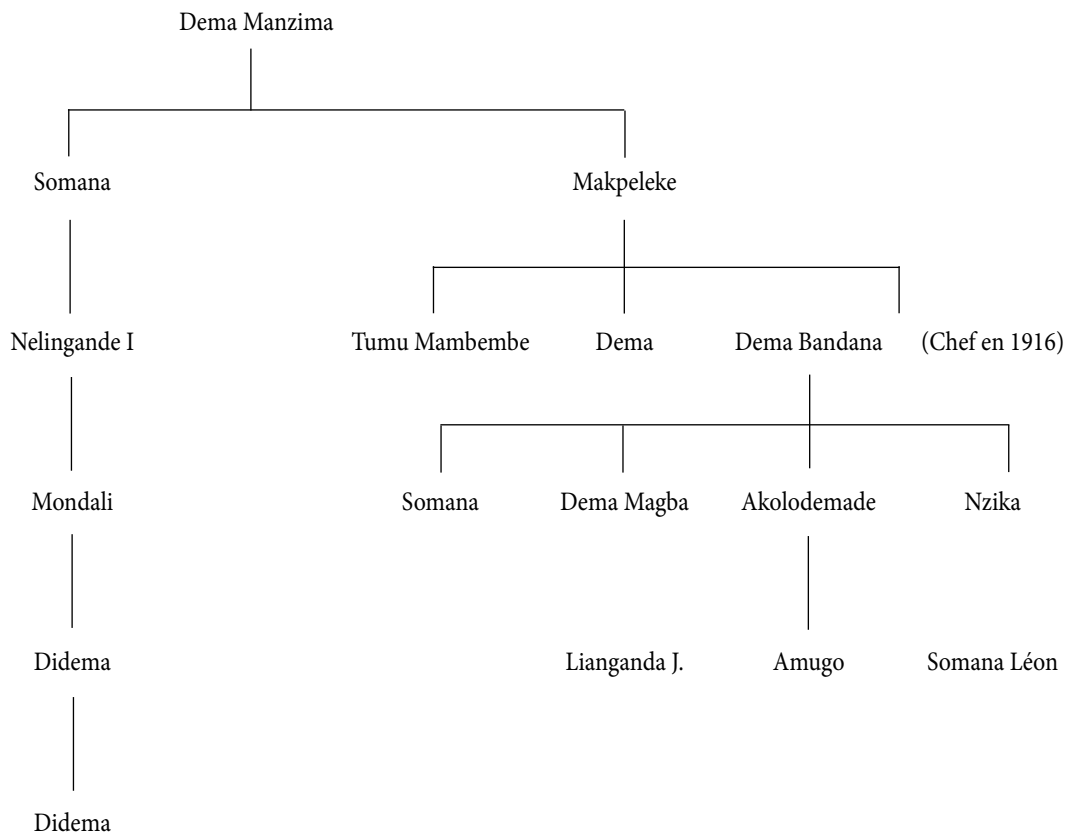 Dema Manzima
Somana Makpeleke
Nelingande I Tumu Mambembe Dema Dema Bandana (Chef en 1916)
Mondali Somana Dema Magba Akolodemade Nzika
Didema Lianganda J. Amugo Somana Léon
Didema